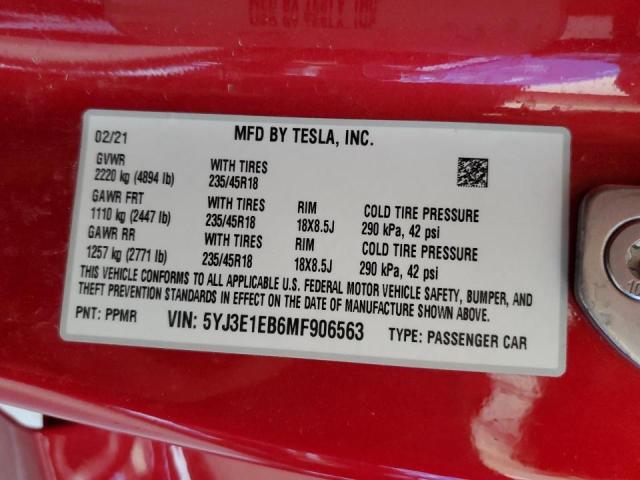 02/21 MFD BY TESLA, INC.
GVWR WITH TIRES
2220 kg (4894 lb) 235/45R18
GAWR FRT WITH TIRES RIM COLD TIRE PRESSURE
1110 kg (2447 lb) 235/45R18 18X8.5J 290 kPa, 42 psi
GAWR RR WITH TIRES RIM COLD TIRE PRESSURE
1257 kg (2771 lb) 235/45R18 18X8.5J 290 kPa, 42 psi
THIS VEHICLE CONFORMS TO ALL APPLICABLE U.S. FEDERAL MOTOR VEHICLE SAFETY, BUMPER, AND
THEFT PREVENTION STANDARDS IN EFFECT ON THE DATE OF MANUFACTURE SHOWN ABOVE.
PNT: PPMR VIN: 5YJ3E1EB6MF906563 TYPE: PASSENGER CAR
10